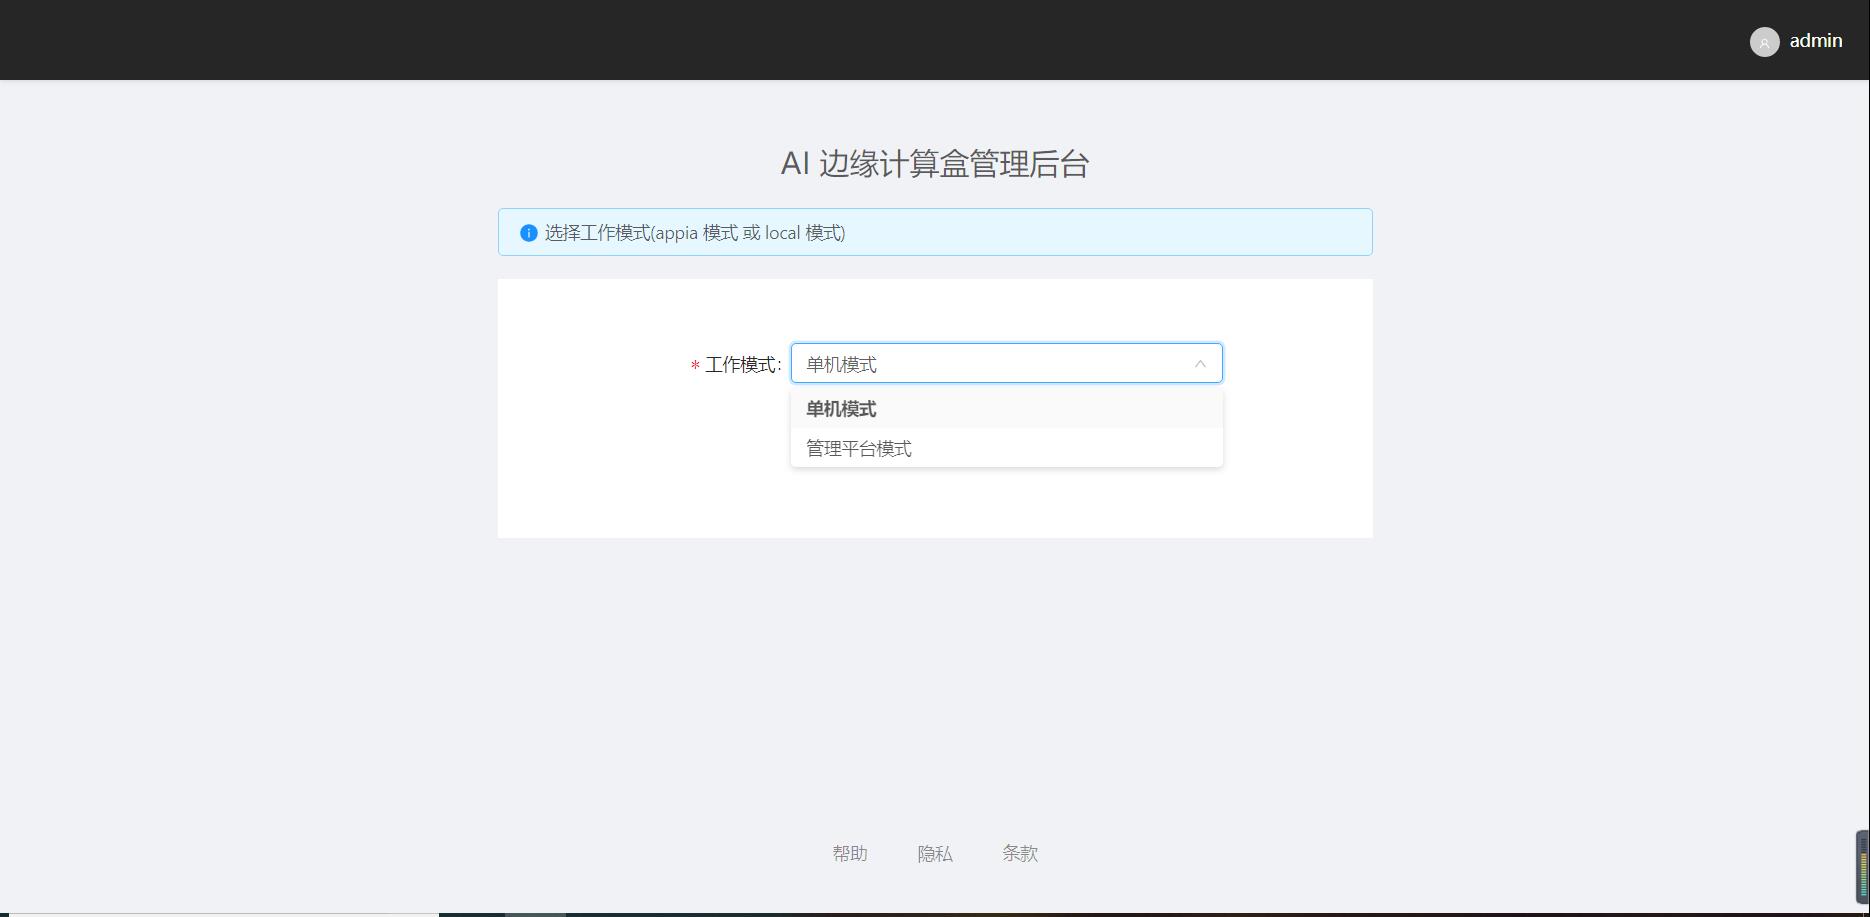 admin
AI 边缘计算盒管理后台
选择工作模式(appia 模式 或 local 模式)
* 工作模式: 单机模式
单机模式
管理平台模式
帮助 隐私 条款